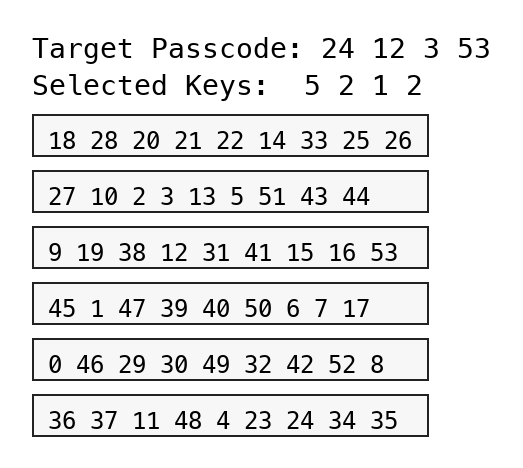 Target Passcode: 24 12 3 53
Selected Keys: 5 2 1 2
18 28 20 21 22 14 33 25 26
27 10 2 3 13 5 51 43 44
9 19 38 12 31 41 15 16 53
45 1 47 39 40 50 6 7 17
0 46 29 30 49 32 42 52 8
36 37 11 48 4 23 24 34 35